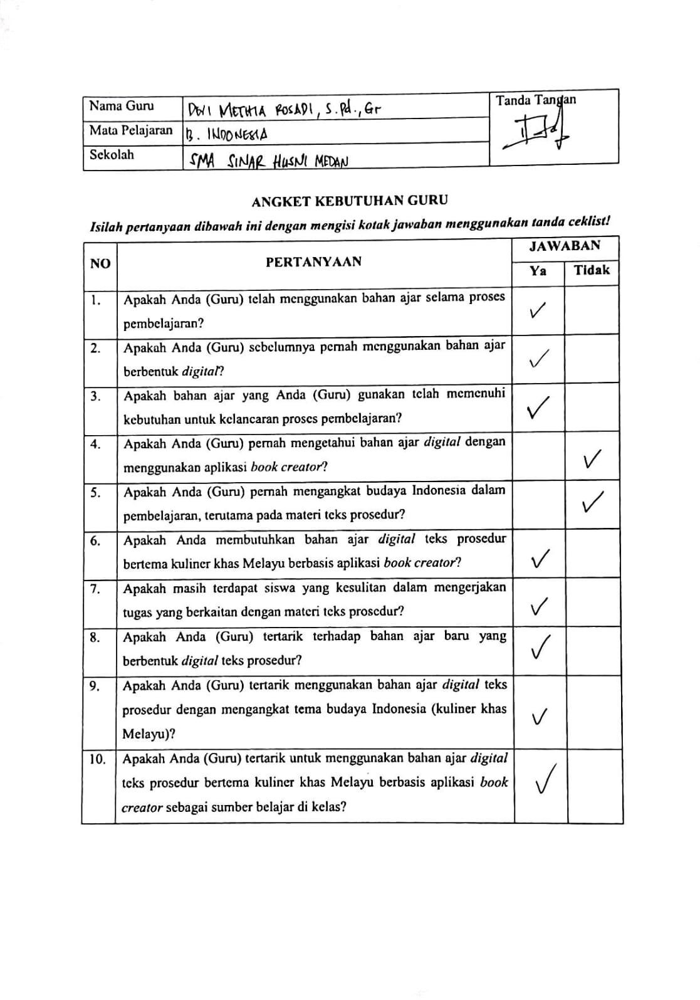 Nama Guru DWI METHIA ROSADI, S.Pd., Gr Tanda Tangan
Mata Pelajaran B. INDONESIA
Sekolah SMA SINAR HUSNI MEDAN
ANGKET KEBUTUHAN GURU
Isilah pertanyaan dibawah ini dengan mengisi kotak jawaban menggunakan tanda ceklist!
NO PERTANYAAN JAWABAN
Ya Tidak
1. Apakah Anda (Guru) telah menggunakan bahan ajar selama proses
pembelajaran? ✓
2. Apakah Anda (Guru) sebelumnya pernah menggunakan bahan ajar
berbentuk digital? ✓
3. Apakah bahan ajar yang Anda (Guru) gunakan telah memenuhi
kebutuhan untuk kelancaran proses pembelajaran? ✓
4. Apakah Anda (Guru) pernah mengetahui bahan ajar digital dengan
menggunakan aplikasi book creator? ✓
5. Apakah Anda (Guru) pernah mengangkat budaya Indonesia dalam
pembelajaran, terutama pada materi teks prosedur? ✓
6. Apakah Anda membutuhkan bahan ajar digital teks prosedur
bertema kuliner khas Melayu berbasis aplikasi book creator? ✓
7. Apakah masih terdapat siswa yang kesulitan dalam mengerjakan
tugas yang berkaitan dengan materi teks prosedur? ✓
8. Apakah Anda (Guru) tertarik terhadap bahan ajar baru yang
berbentuk digital teks prosedur? ✓
9. Apakah Anda (Guru) tertarik menggunakan bahan ajar digital teks
prosedur dengan mengangkat tema budaya Indonesia (kuliner khas
Melayu)? ✓
10. Apakah Anda (Guru) tertarik untuk menggunakan bahan ajar digital
teks prosedur bertema kuliner khas Melayu berbasis aplikasi book
creator sebagai sumber belajar di kelas? ✓